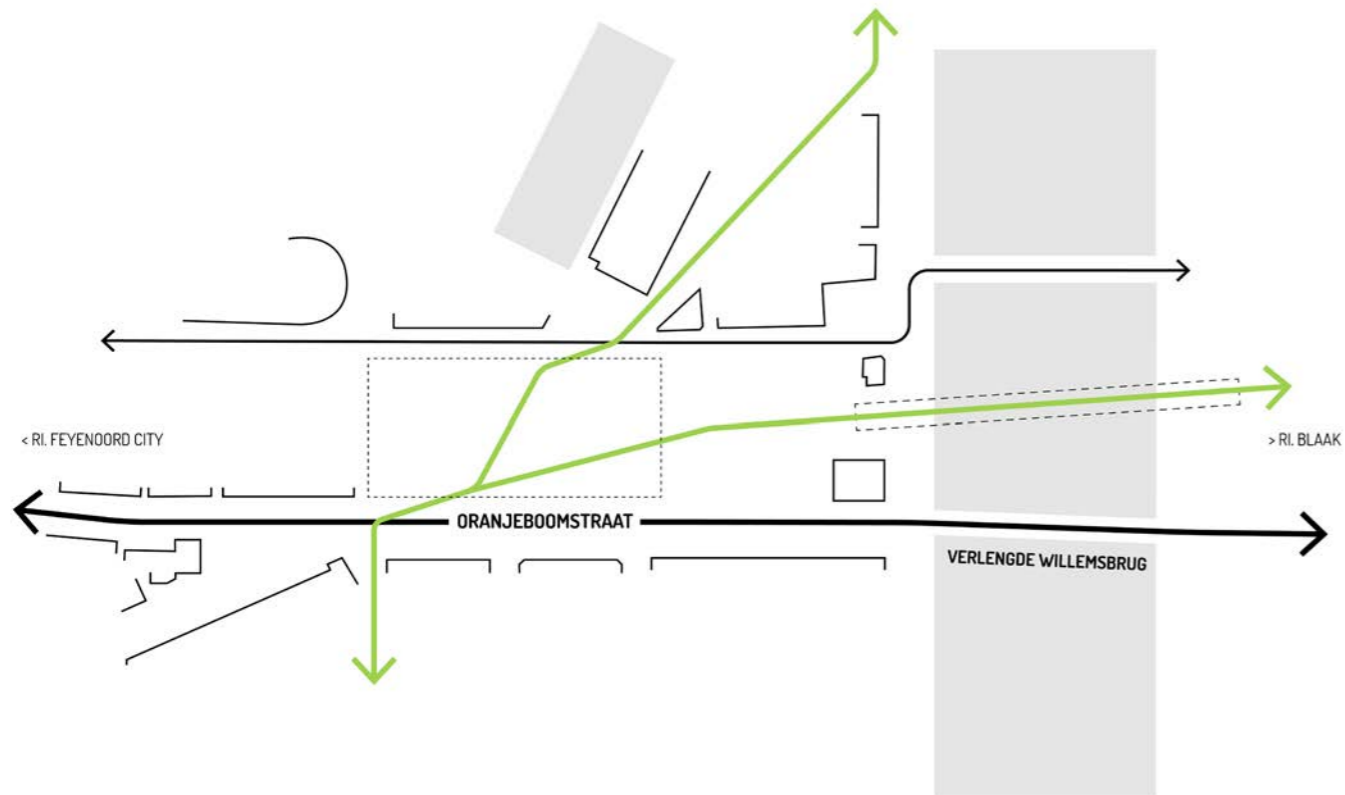 < RI. FEYENOORD CITY
> RI. BLAAK
ORANJEBOOMSTRAAT
VERLENGDE WILLEMSBRUG